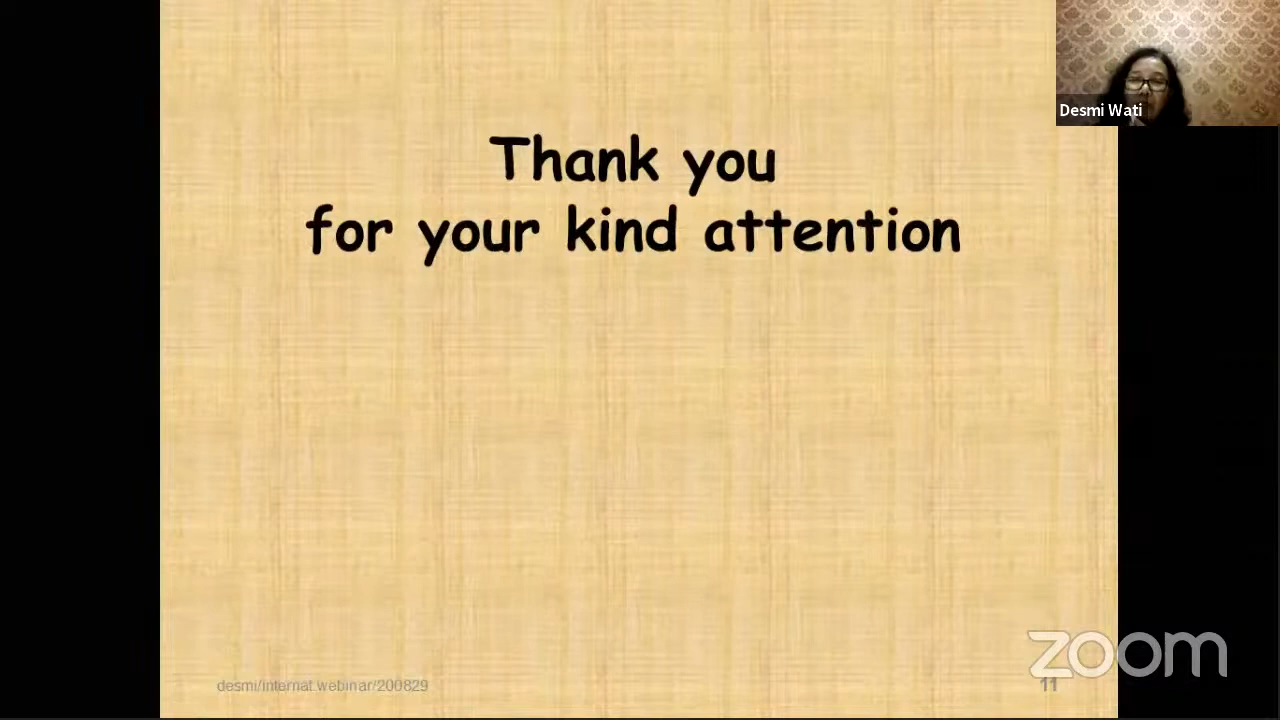 Desmi Wati
Thank you
for your kind attention
desmi/internat.webinar/200829
11
zoom